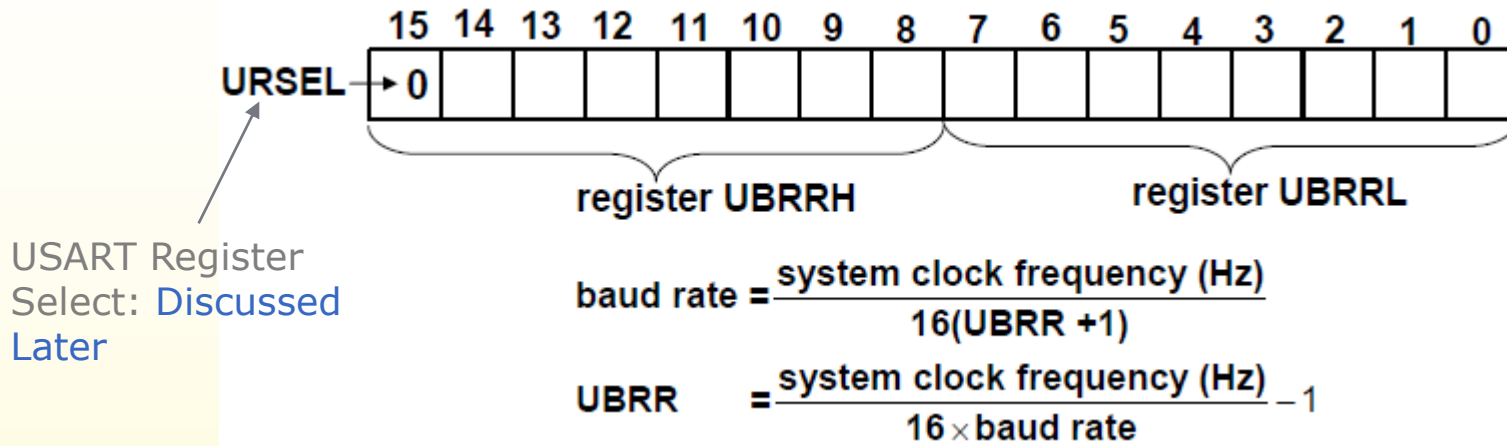 15 14 13 12 11 10 9 8 7 6 5 4 3 2 1 0
URSEL 0
register UBRRH register UBRRL
USART Register
Select: Discussed
Later
baud rate = system clock frequency (Hz)
16(UBRR +1)
UBRR = system clock frequency (Hz) − 1
16 × baud rate